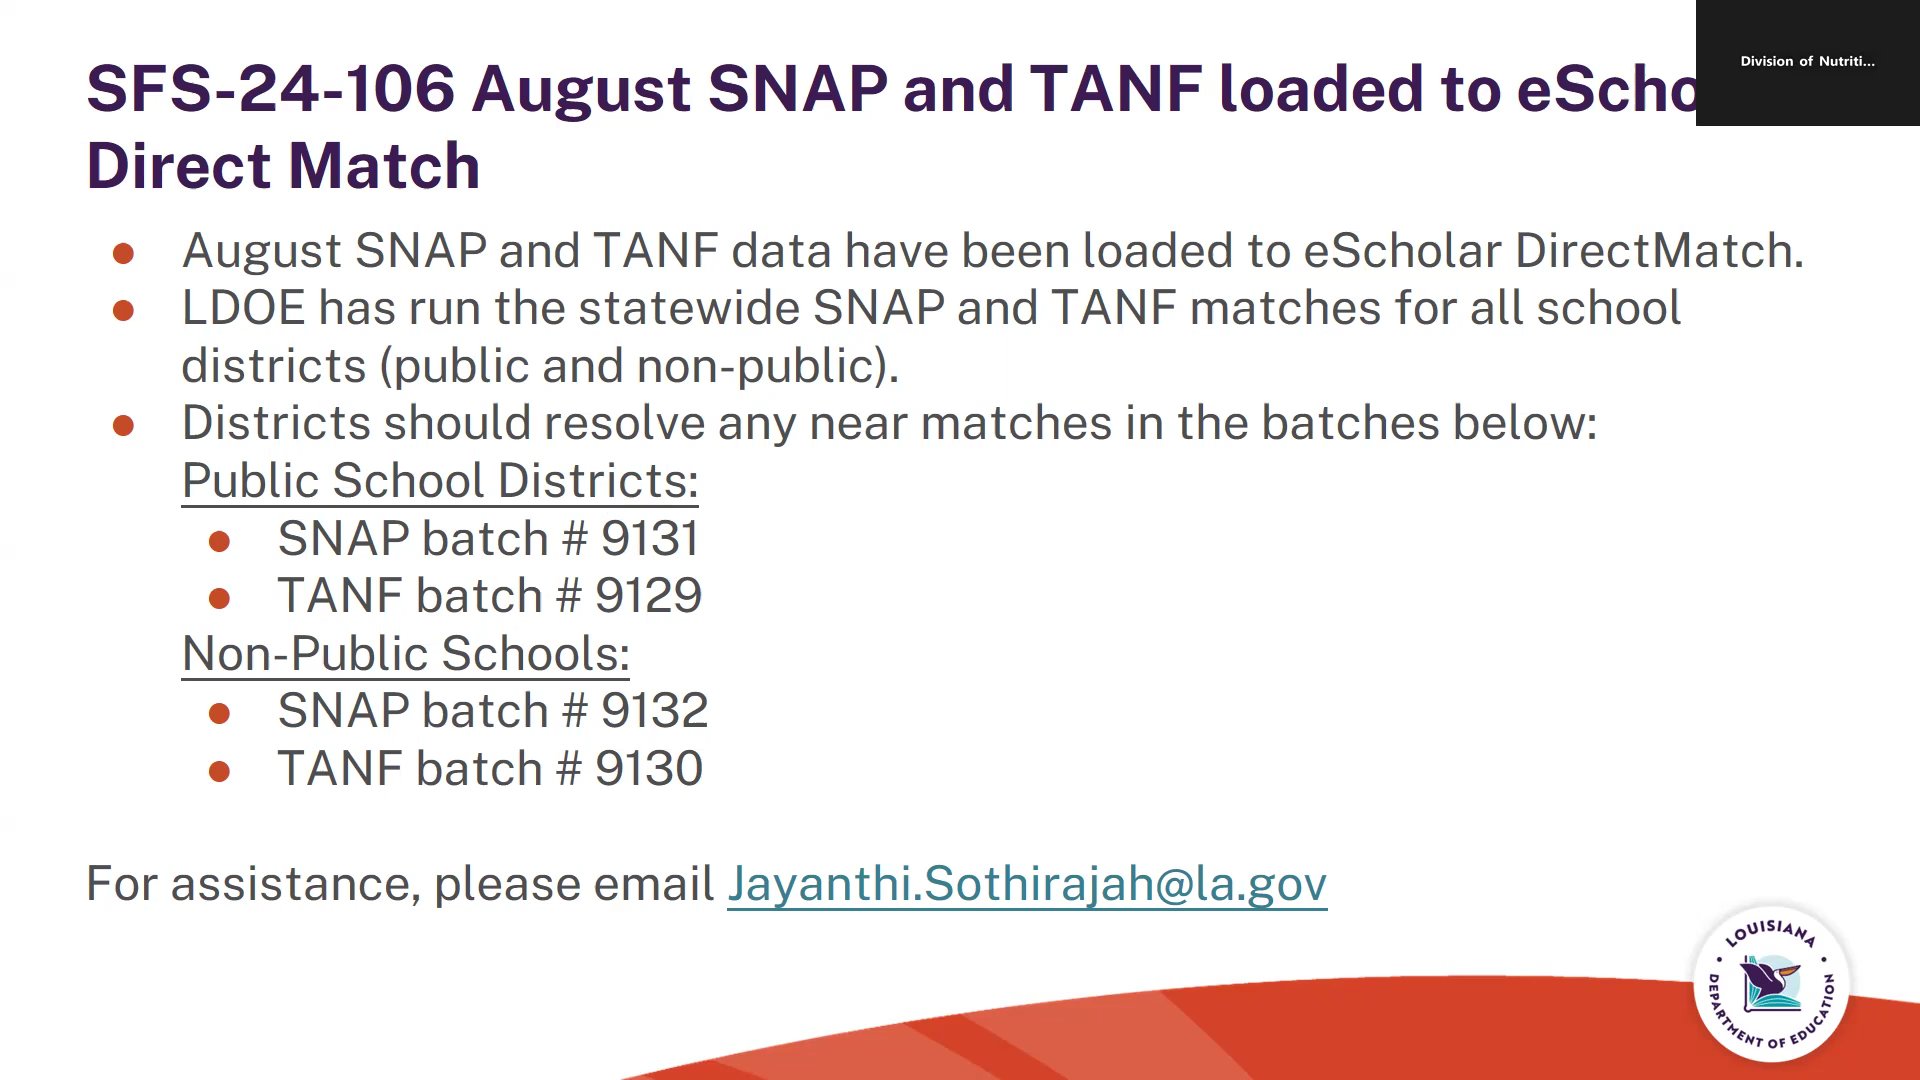 SFS-24-106 August SNAP and TANF loaded to eScho
Direct Match
Division of Nutriti...
● August SNAP and TANF data have been loaded to eScholar DirectMatch.
● LDOE has run the statewide SNAP and TANF matches for all school
districts (public and non-public).
● Districts should resolve any near matches in the batches below:
Public School Districts:
● SNAP batch # 9131
● TANF batch # 9129
Non-Public Schools:
● SNAP batch # 9132
● TANF batch # 9130
For assistance, please email Jayanthi.Sothirajah@la.gov
LOUISIANA
DEPARTMENT OF EDUCATION